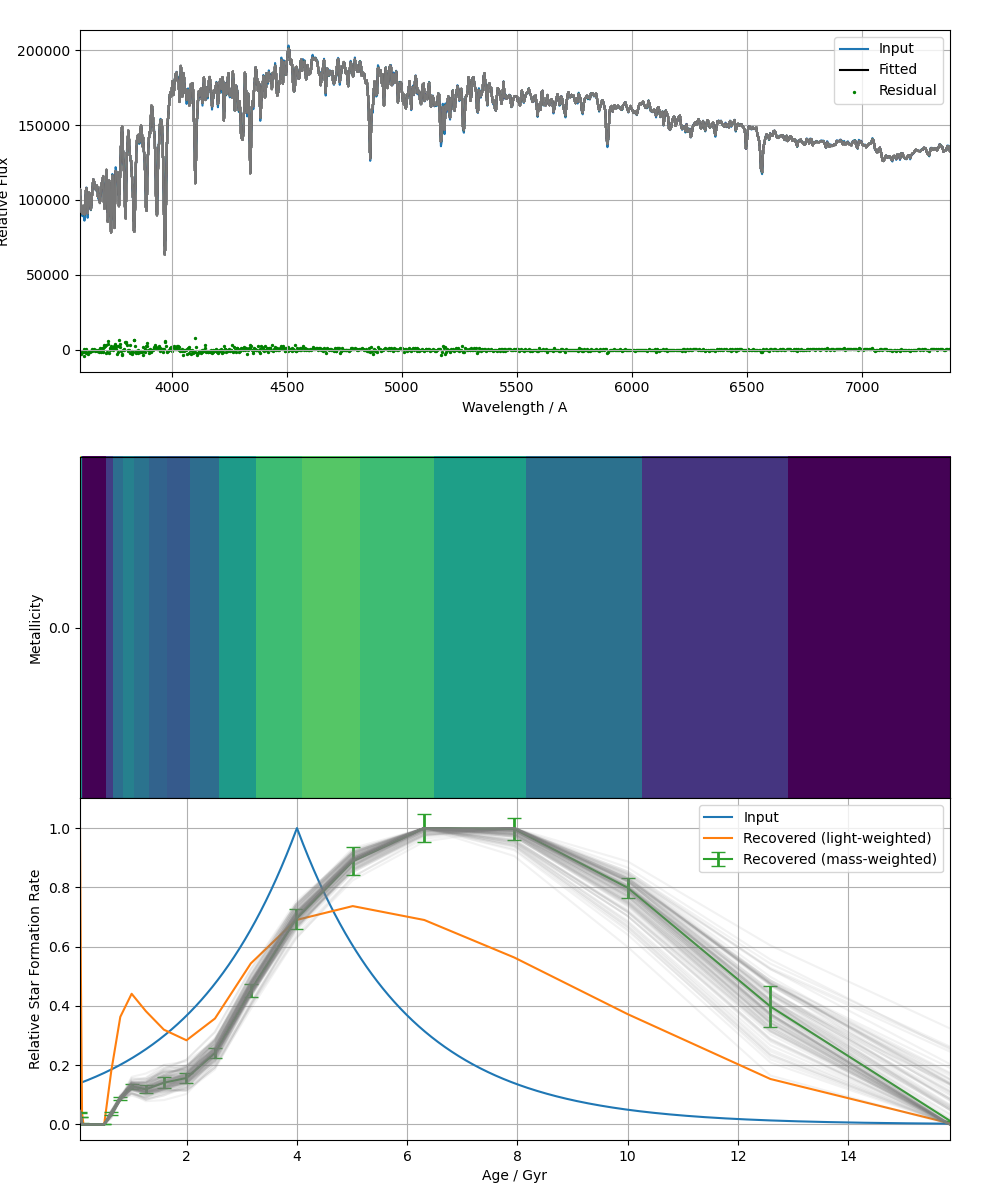 200000
150000
100000
50000
0
Relative Flux
Input
Fitted
Residual
4000 4500 5000 5500 6000 6500 7000
Wavelength / A
Metallicity
0.0
1.0
0.8
0.6
0.4
0.2
0.0
Relative Star Formation Rate
Input
Recovered (light-weighted)
Recovered (mass-weighted)
2 4 6 8 10 12 14
Age / Gyr